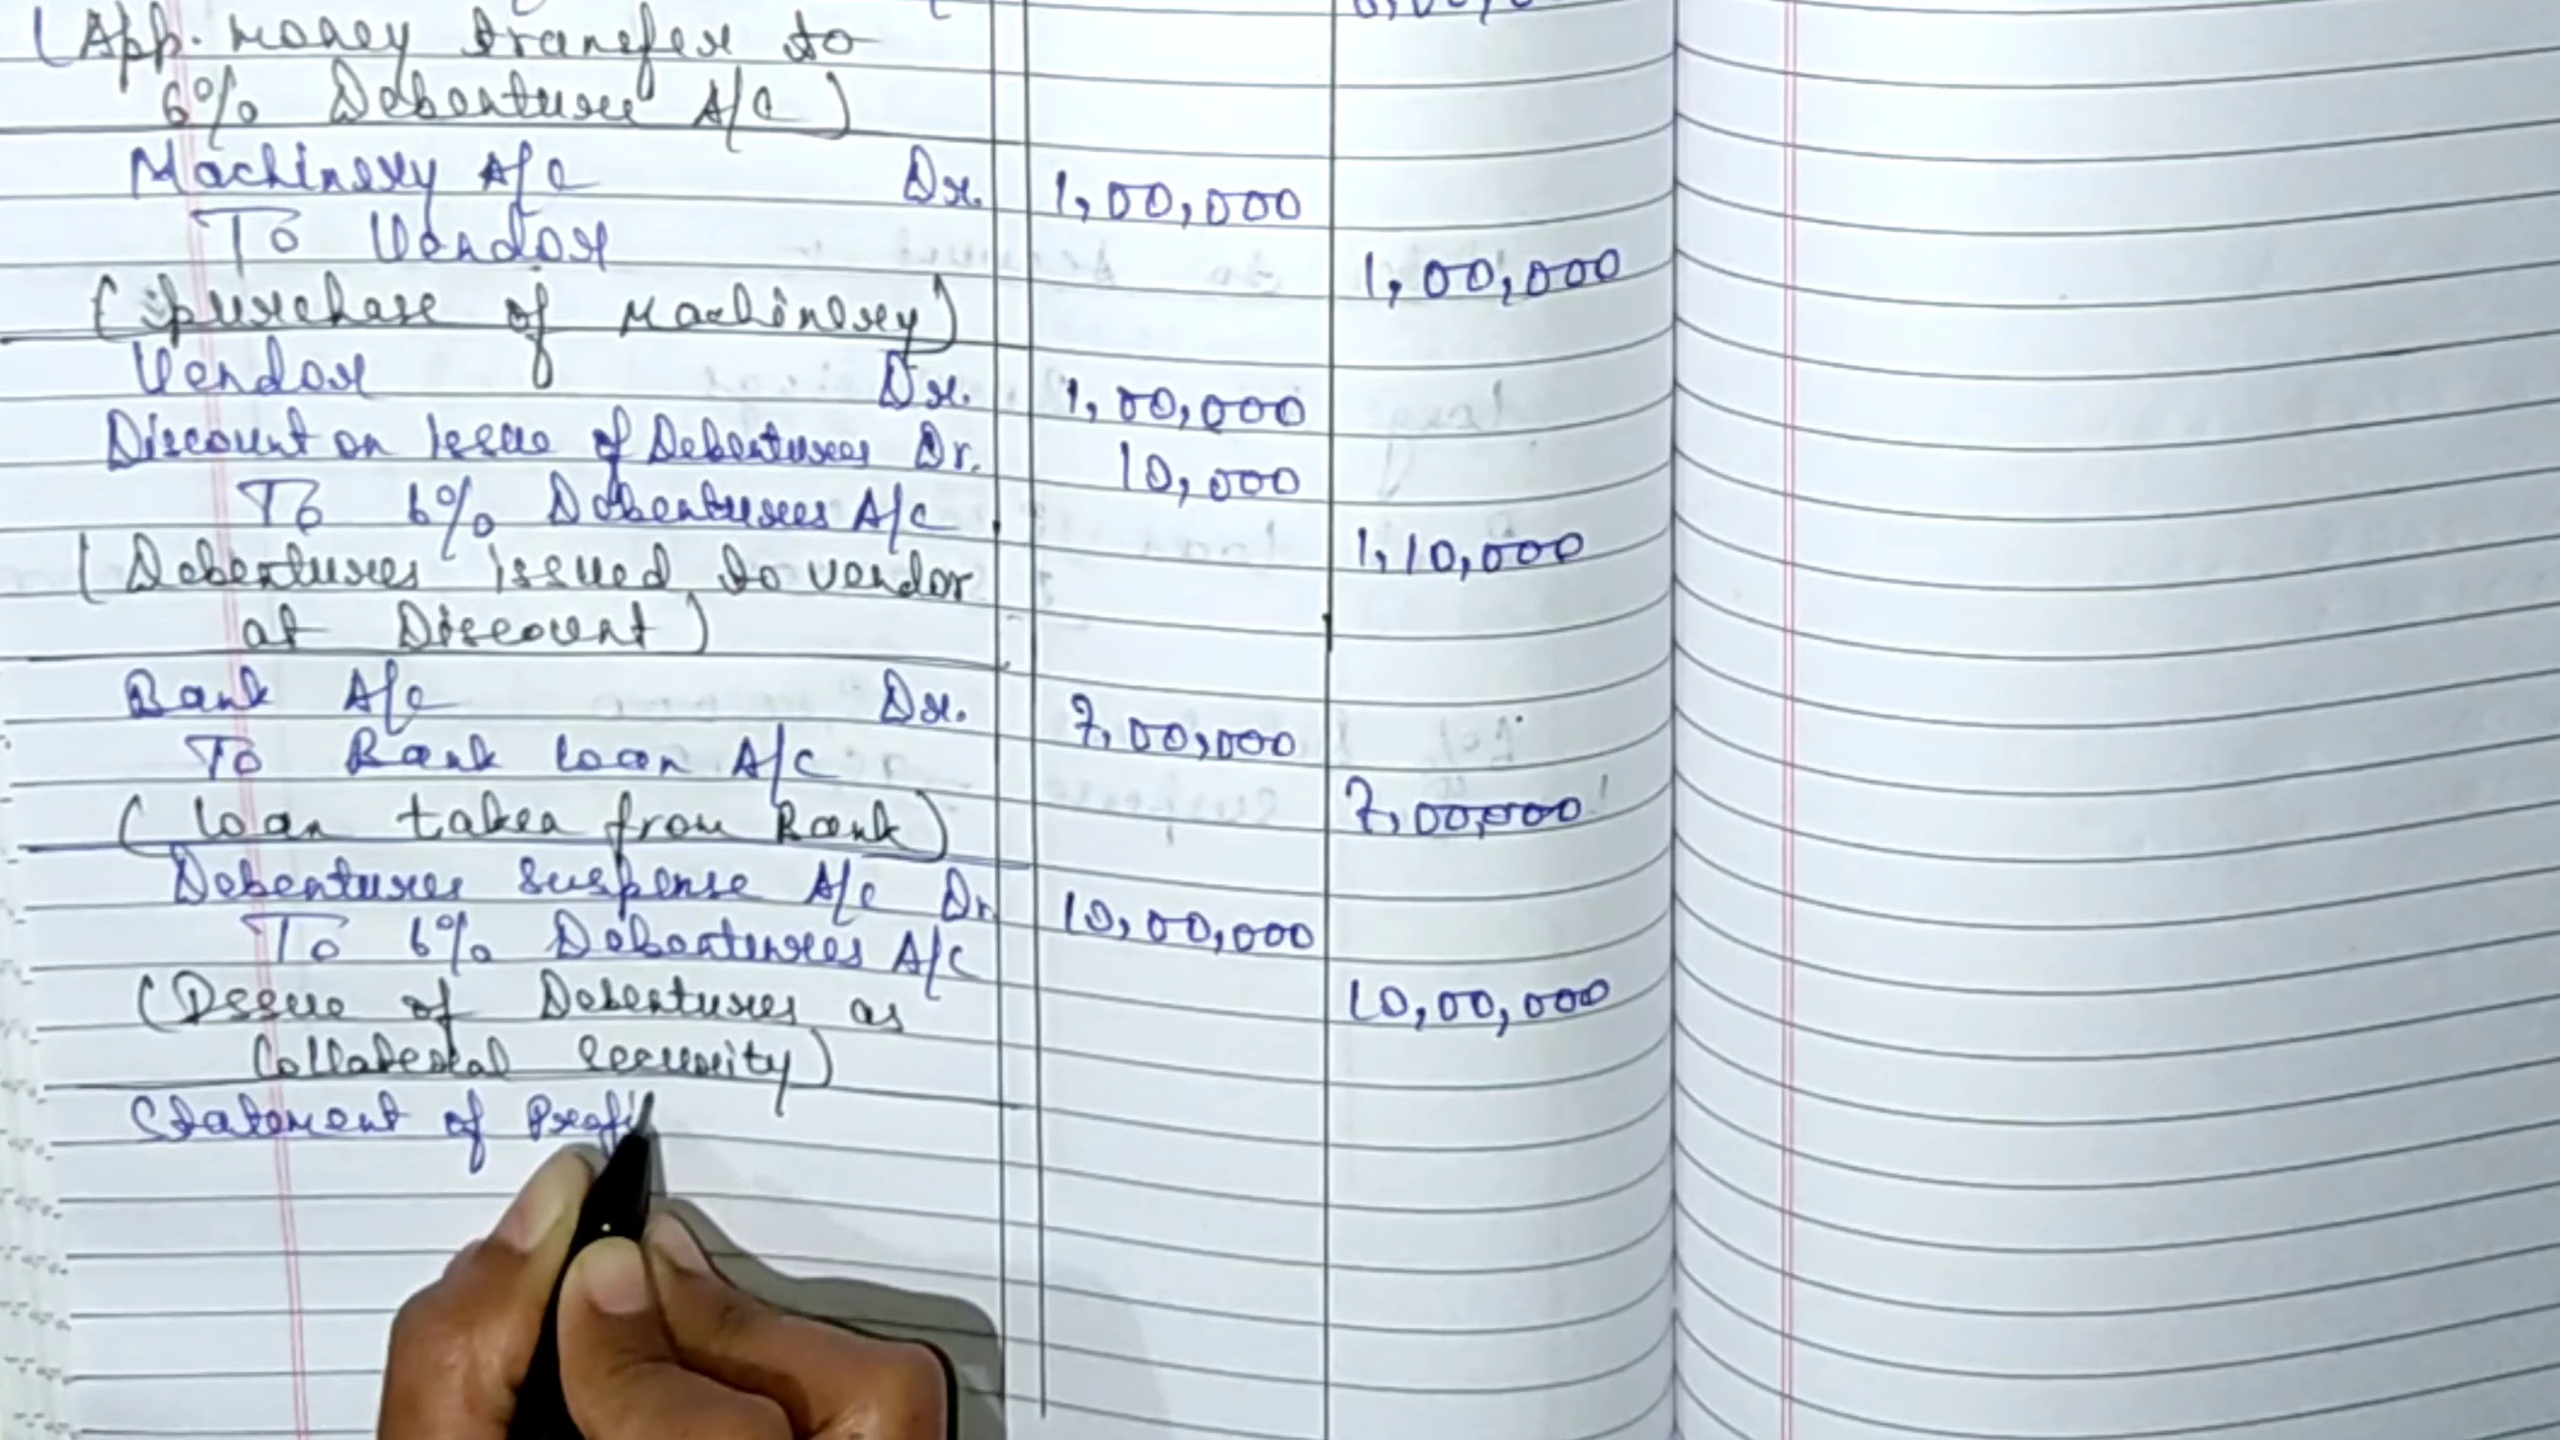 (App. money transfer to
6% Debentures A/c)
Machinery A/c Dr. 1,00,000
To Vendor 1,00,000
(purchase of Machinery)
Vendor Dr. 1,00,000
Discount on Issue of Debentures Dr. 10,000
To 6% Debentures A/c 1,10,000
(Debentures issued to vendor
at Discount)
Bank A/c Dr. 7,00,000
To Bank loan A/c 7,00,000
(loan taken from Bank)
Debentures Suspense A/c Dr. 10,00,000
To 6% Debentures A/c 10,00,000
(Issue of Debentures as
Collateral Security)
Statement of Profi